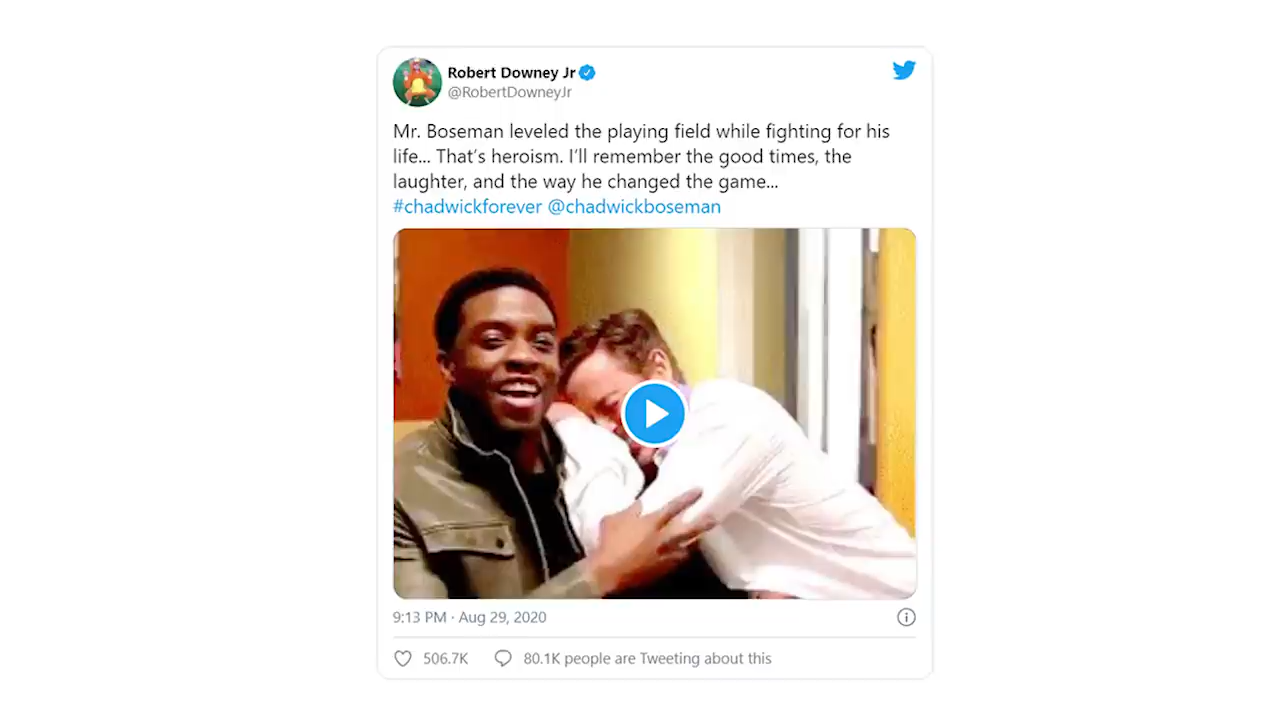 Robert Downey Jr
@RobertDowneyJr
Mr. Boseman leveled the playing field while fighting for his
life... That's heroism. I'll remember the good times, the
laughter, and the way he changed the game...
#chadwickforever @chadwickboseman
9:13 PM · Aug 29, 2020
506.7K
80.1K people are Tweeting about this